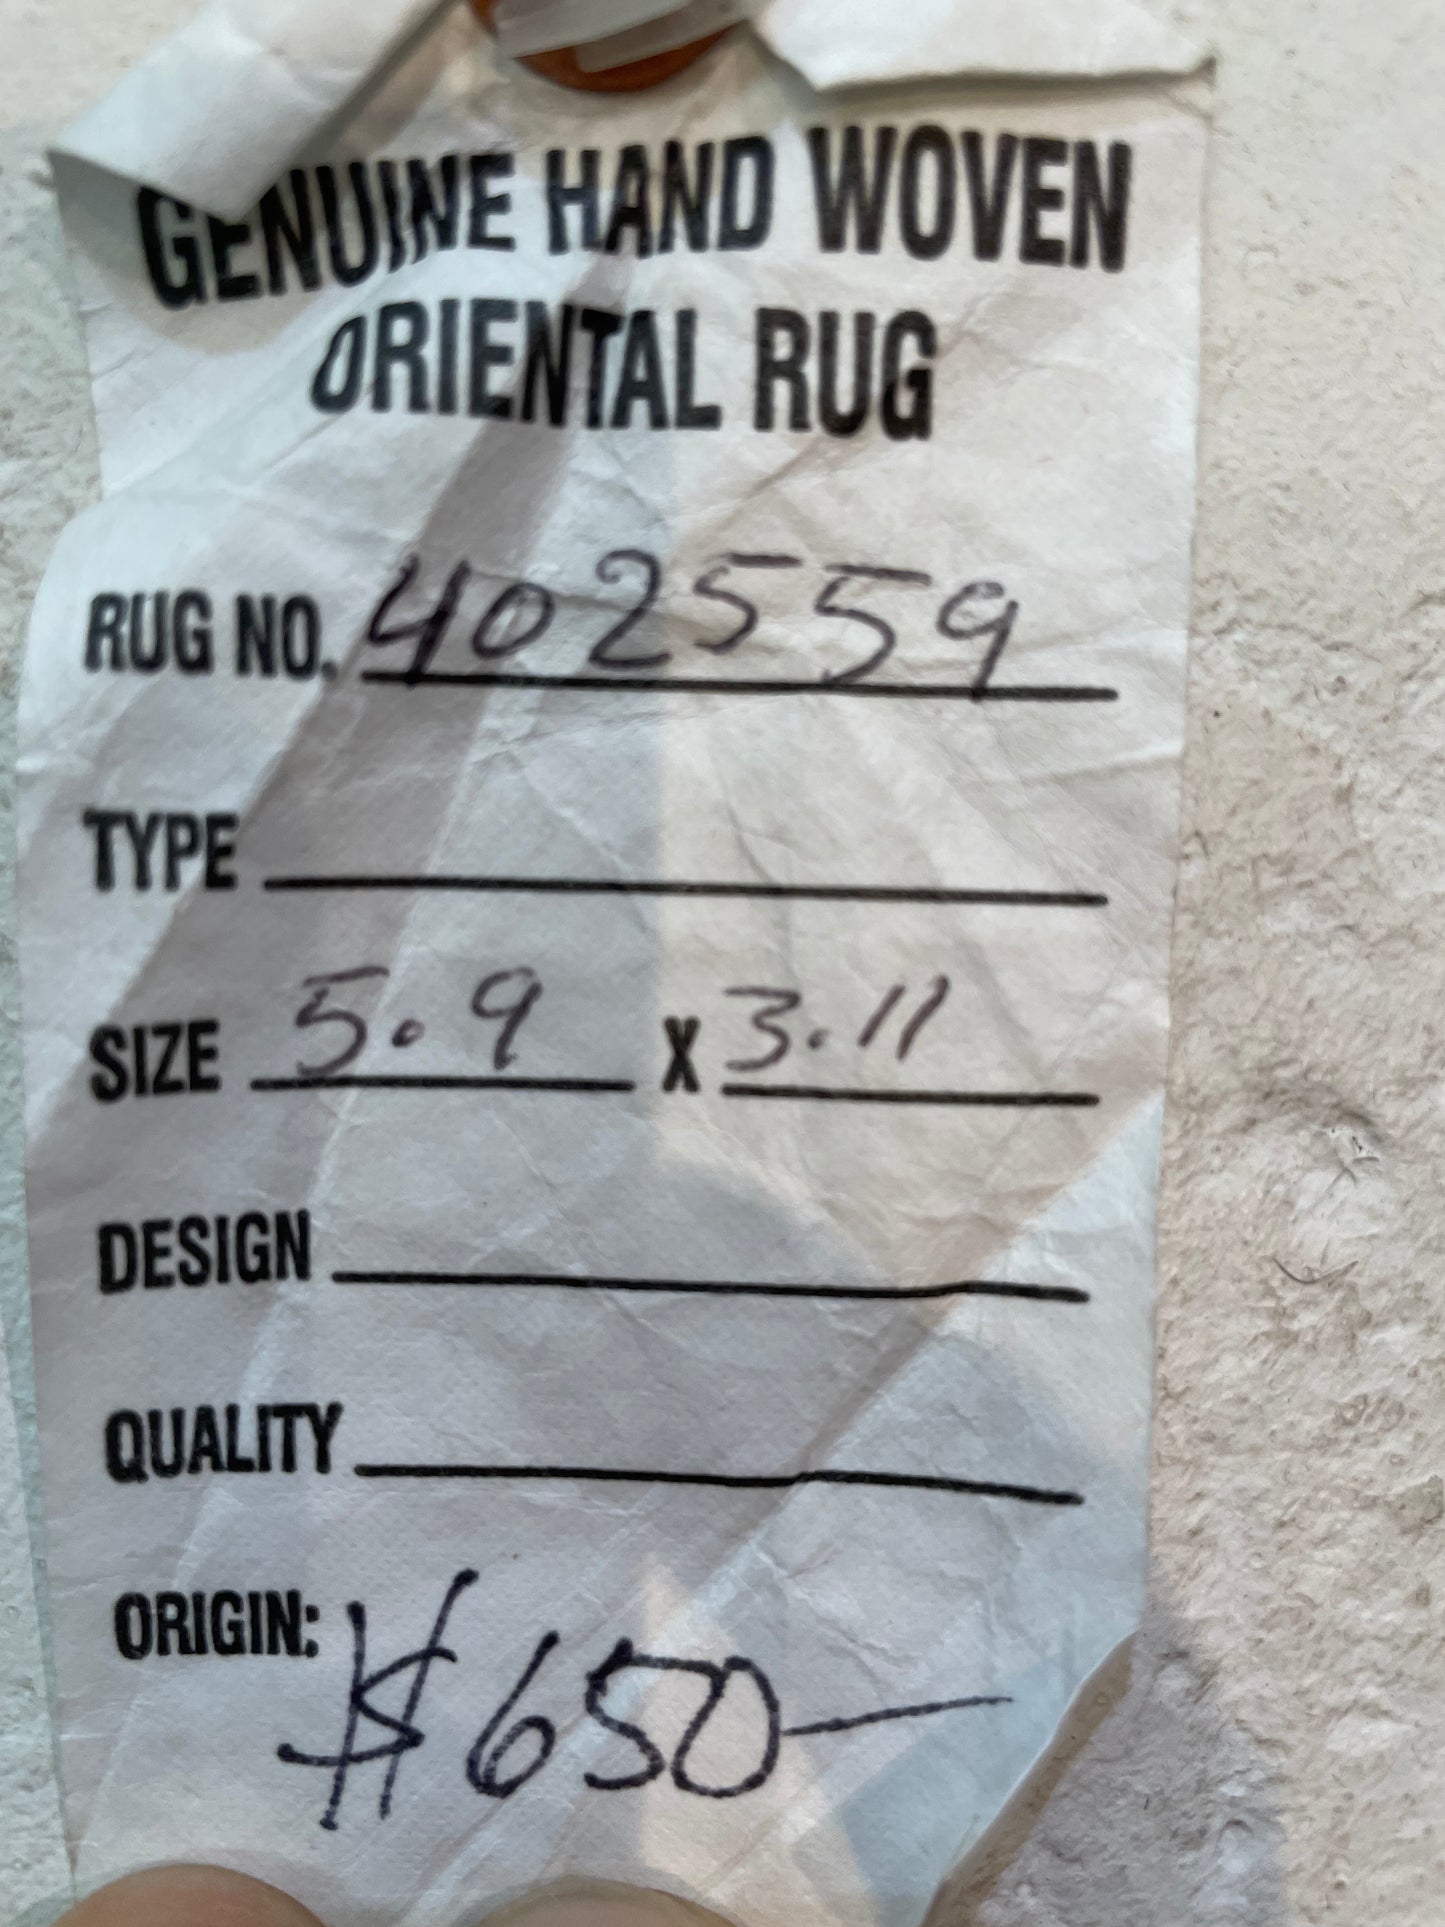 GENUINE HAND WOVEN
ORIENTAL RUG
RUG NO. 402559
TYPE
SIZE 5.9 X 3.11
DESIGN
QUALITY
ORIGIN:
$650—